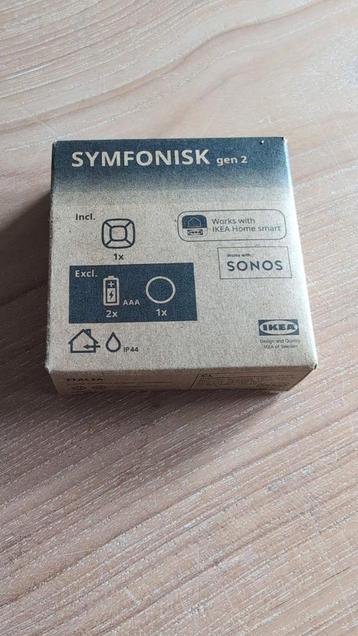 SYMFONISK gen 2
Incl.
1x
Works with
IKEA Home smart
Excl.
AAA
2x
1x
Works with
SONOS
IP44
IKEA
Design and Quality
IKEA of Sweden